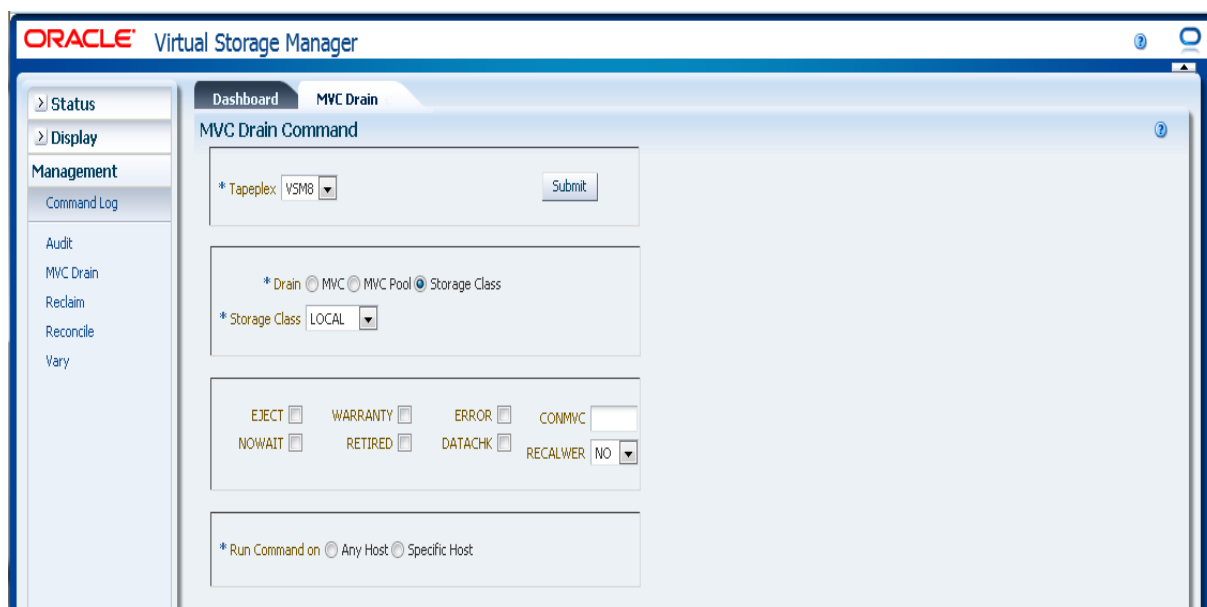 ORACLE Virtual Storage Manager
Status
Display
Management
Command Log
Audit
MVC Drain
Reclaim
Reconcile
Vary
Dashboard MVC Drain
MVC Drain Command
* Tapeplex VSM8 Submit
* Drain MVC MVC Pool Storage Class
* Storage Class LOCAL
EJECT WARRANTY ERROR CONMVC
NOWAIT RETIRED DATACHK RECALWER NO
* Run Command on Any Host Specific Host